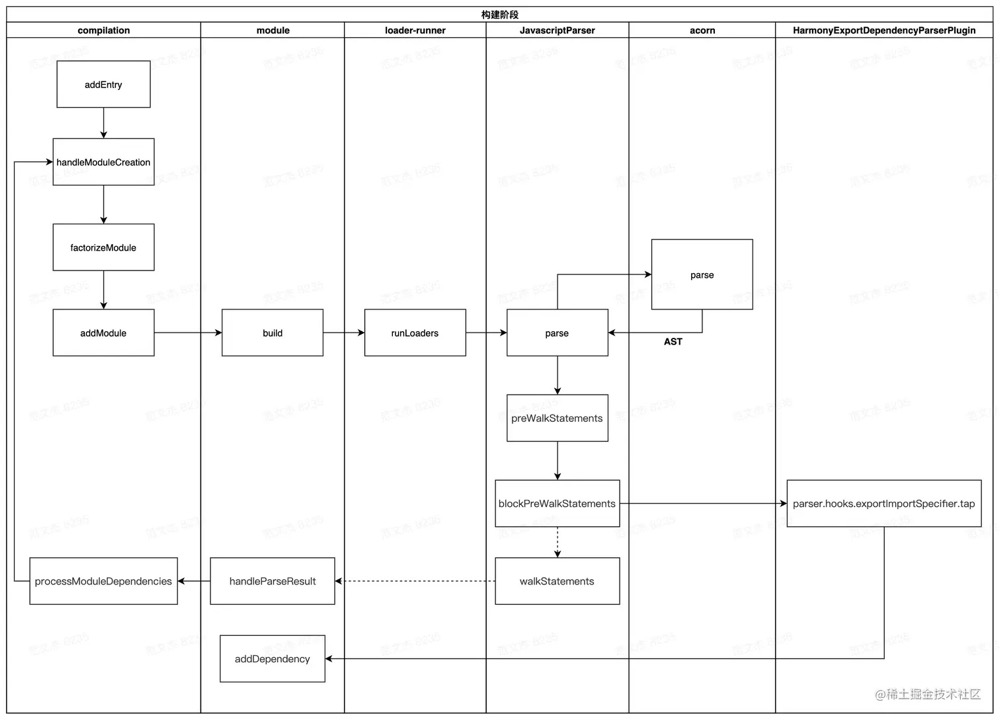 构建阶段
compilation
module
loader-runner
JavascriptParser
acorn
HarmonyExportDependencyParserPlugin
addEntry
handleModuleCreation
factorizeModule
parse
addModule
build
runLoaders
parse
AST
preWalkStatements
blockPreWalkStatements
parser.hooks.exportImportSpecifier.tap
processModuleDependencies
handleParseResult
walkStatements
addDependency
@稀土掘金技术社区